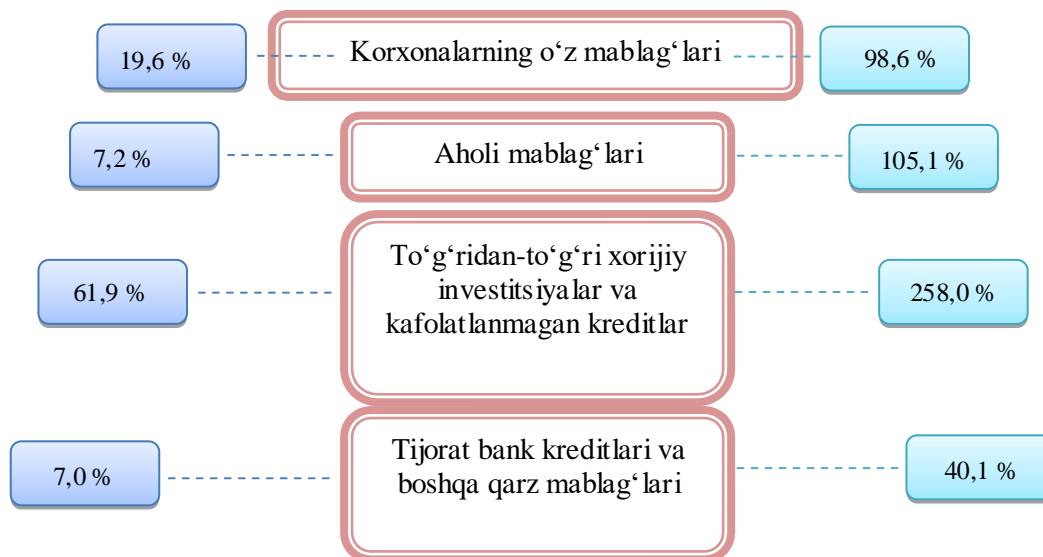 19,6 %
Korxonalarning o‘z mablag‘lari
98,6 %
7,2 %
Aholi mablag‘lari
105,1 %
To‘g‘ridan-to‘g‘ri xorijiy
investitsiyalar va
kafolatlanmagan kreditlar
61,9 %
258,0 %
Tijorat bank kreditlari va
boshqa qarz mablag‘lari
7,0 %
40,1 %